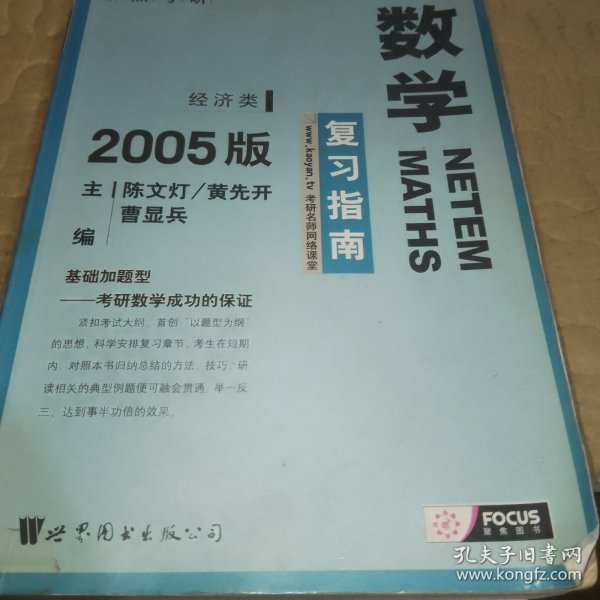 数学
NETEM
MATHS
复习指南
www.kaoyan.tv 考研名师网络课堂
经济类
2005版
主编
陈文灯/黄先开
曹显兵
基础加题型
——考研数学成功的保证
紧扣考试大纲，首创“以题型为纲”
的思想，科学安排复习章节。考生在短期
内，对原本书归纳总结的方法、技巧，研
读相关的典型例题便可融会贯通，举一反
三、达到事半功倍的效果。
世界图书出版公司
FOCUS
聚焦图书
孔夫子旧书网
www.kongfz.com